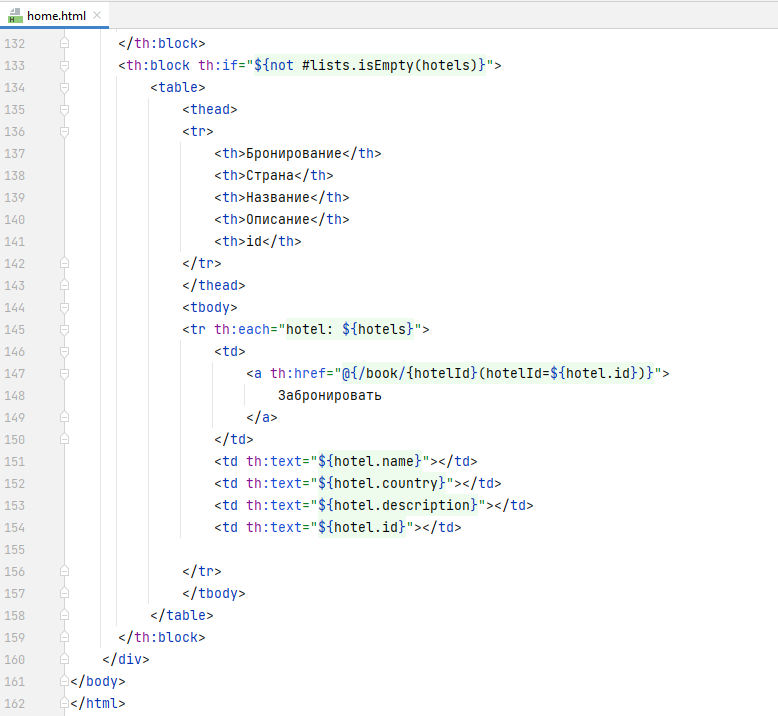 home.html
132 </th:block>
133 <th:block th:if="${not #lists.isEmpty(hotels)}">
134 <table>
135 <thead>
136 <tr>
137 <th>Бронирование</th>
138 <th>Страна</th>
139 <th>Название</th>
140 <th>Описание</th>
141 <th>id</th>
142 </tr>
143 </thead>
144 <tbody>
145 <tr th:each="hotel: ${hotels}">
146 <td>
147 <a th:href="@{/book/{hotelId}(hotelId=${hotel.id})}">
148 Забронировать
149 </a>
150 </td>
151 <td th:text="${hotel.name}"></td>
152 <td th:text="${hotel.country}"></td>
153 <td th:text="${hotel.description}"></td>
154 <td th:text="${hotel.id}"></td>
155
156 </tr>
157 </tbody>
158 </table>
159 </th:block>
160 </div>
161 </body>
162 </html>